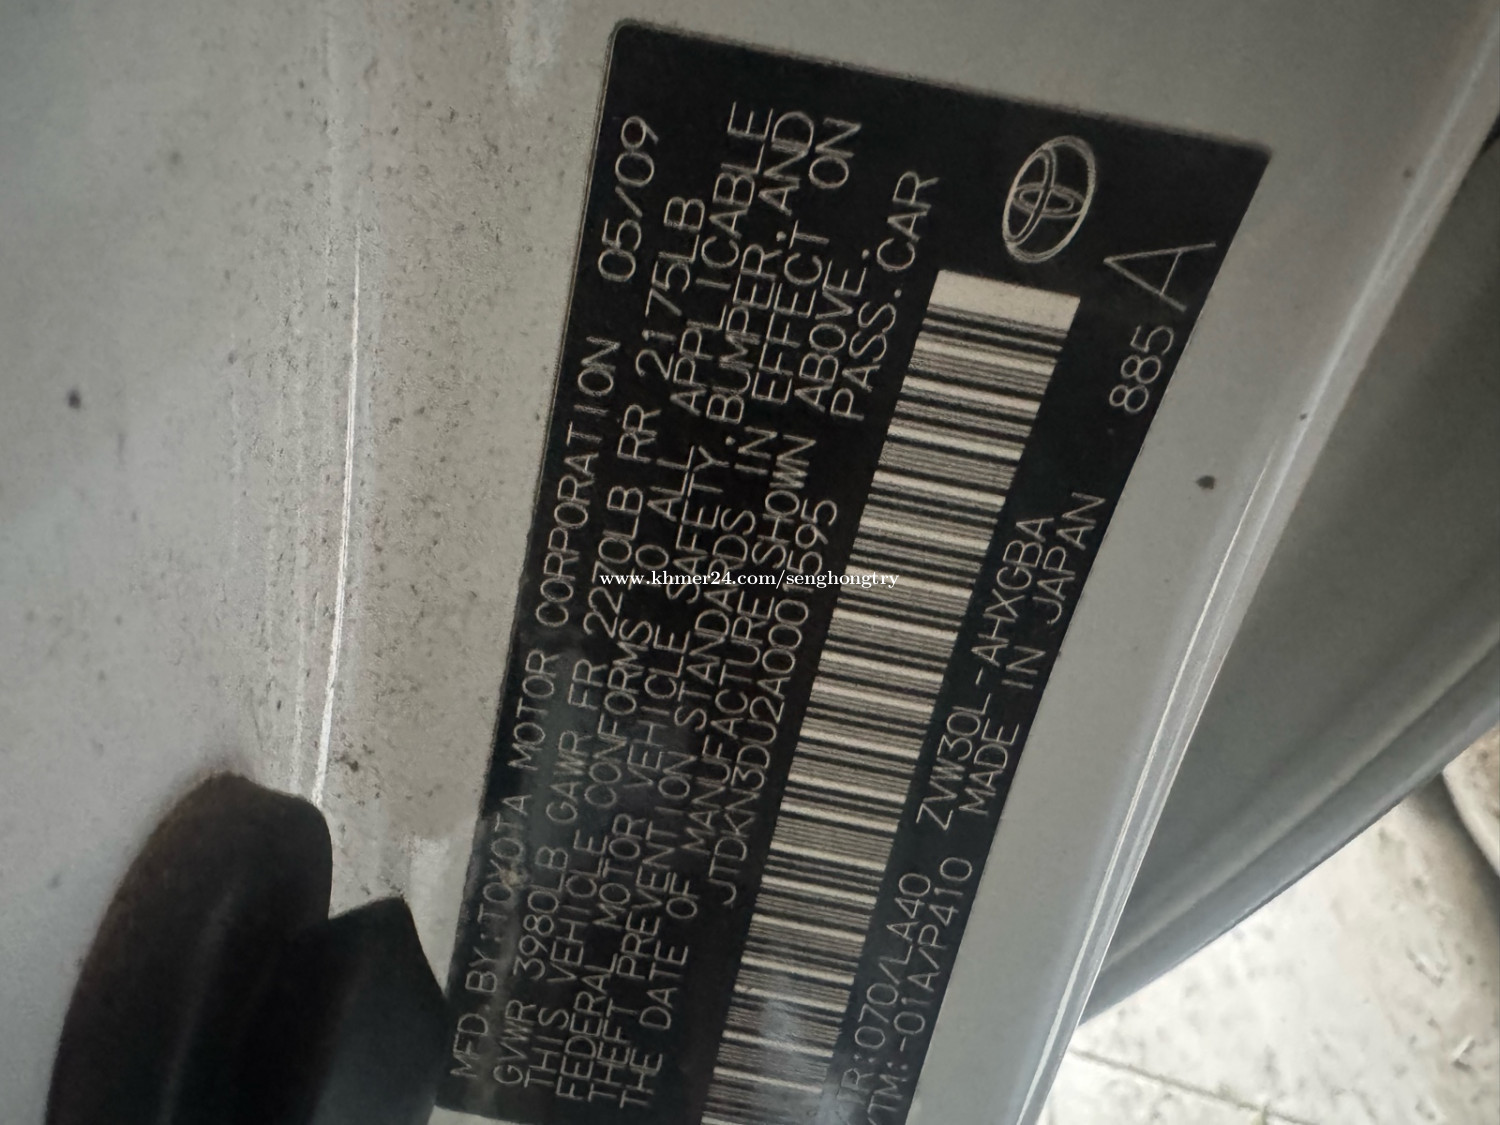 MFD.BY:TOYOTA MOTOR CORPORATION 05/09
GVWR 3980LB GAWR FR 2270LB RR 2175LB
THIS VEHICLE CONFORMS TO ALL APPLICABLE
FEDERAL MOTOR VEHICLE SAFETY.BUMPER.AND
THEFT PREVENTION STANDARDS IN EFFECT ON
THE DATE OF MANUFACTURE SHOWN ABOVE.
JTDKN3DU2A0001595 PASS.CAR
/TR:070/LA40 ZVW30L-AHXGBA 885 A
/TM:-01A/P410 MADE IN JAPAN
www.khmer24.com/senghongtry